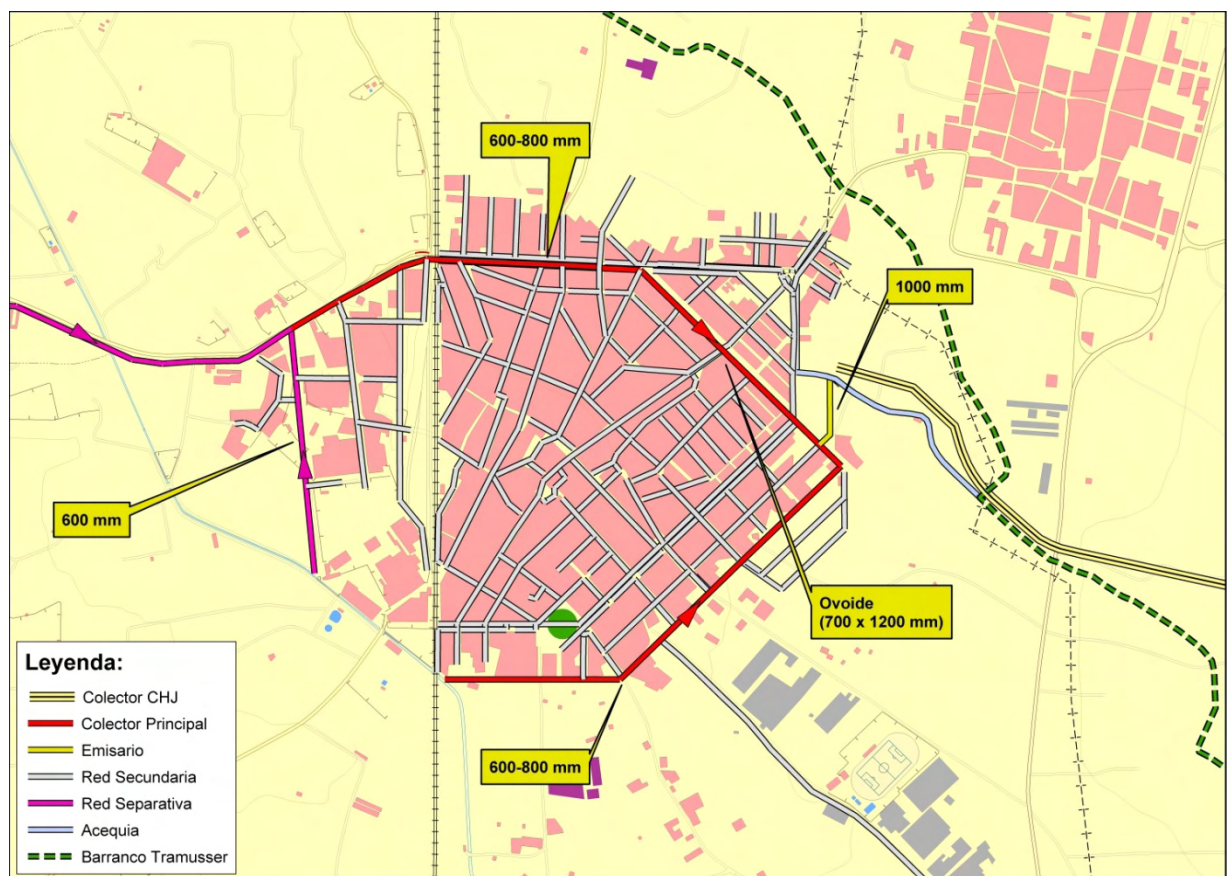 600-800 mm
1000 mm
600 mm
Ovoide
(700 x 1200 mm)
600-800 mm
Leyenda:
Colector CHJ
Colector Principal
Emisario
Red Secundaria
Red Separativa
Acequia
Barranco Tramusser